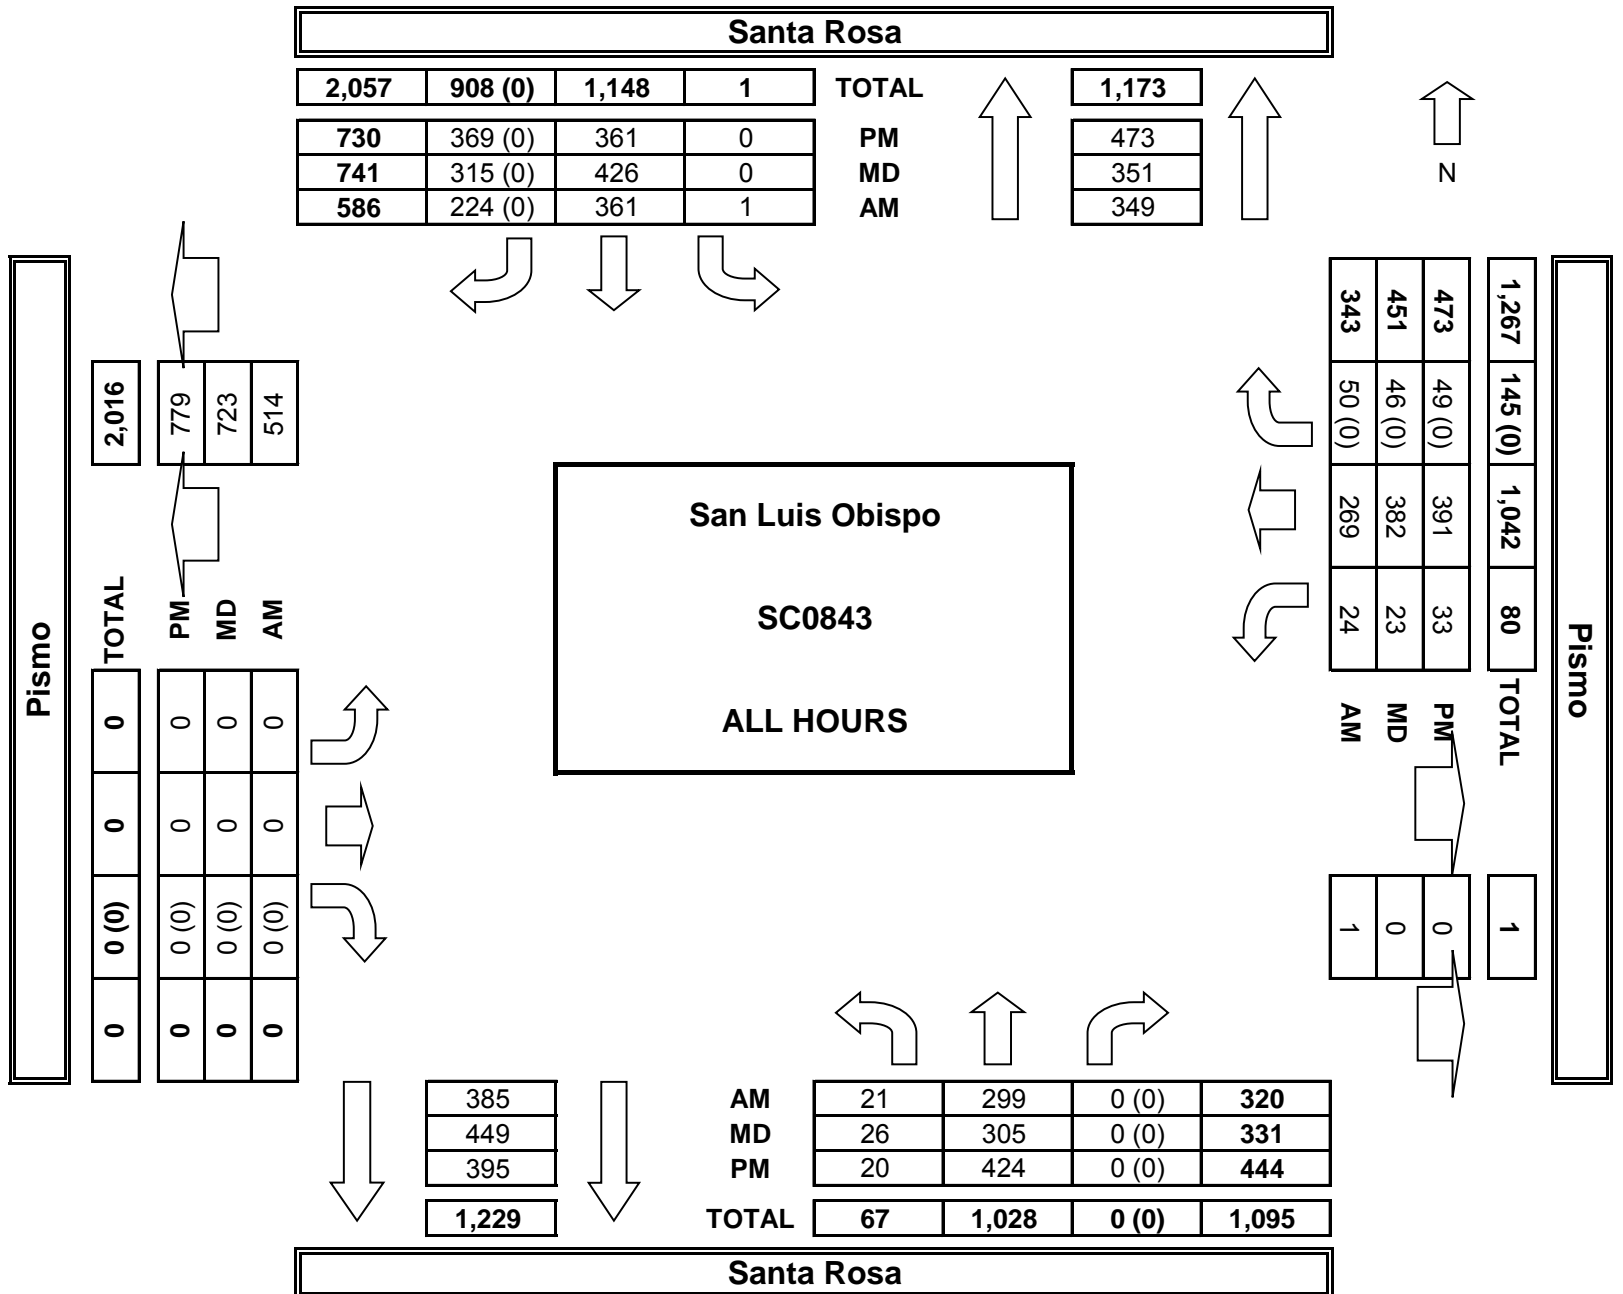 Santa Rosa
2,057 908 (0) 1,148 1 TOTAL 1,173
730 369 (0) 361 0 PM 473
741 315 (0) 426 0 MD 351
586 224 (0) 361 1 AM 349
N
Pismo
2,016
779
723
514
TOTAL
PM
MD
AM
0 0 0 (0) 0
0 0 0 (0) 0
0 0 0 (0) 0
0 0 0 (0) 0
San Luis Obispo
SC0843
ALL HOURS
1,267 145 (0) 1,042 80 TOTAL
473 49 (0) 391 33 PM
451 46 (0) 382 23 MD
343 50 (0) 269 24 AM
1
0
0
1
Pismo
385 AM 21 299 0 (0) 320
449 MD 26 305 0 (0) 331
395 PM 20 424 0 (0) 444
1,229 TOTAL 67 1,028 0 (0) 1,095
Santa Rosa